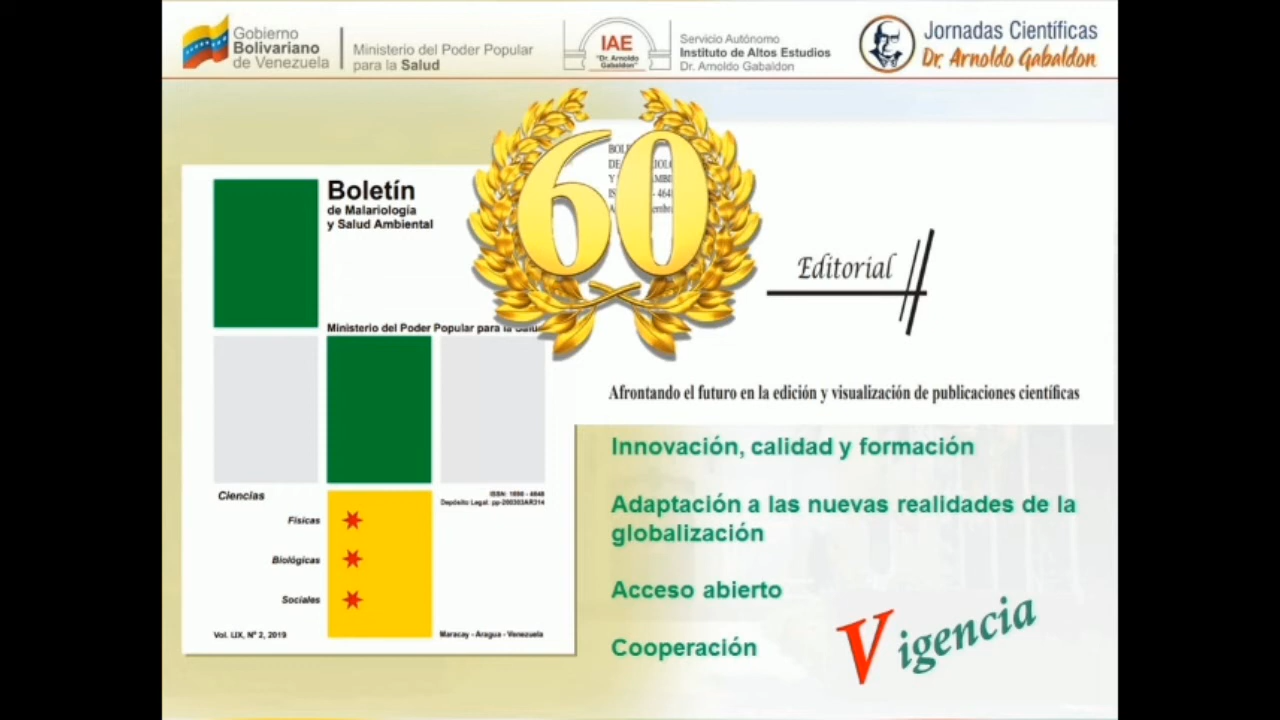 Gobierno
Bolivariano
de Venezuela
Ministerio del Poder Popular
para la Salud
IAE
"Dr. Arnoldo
Gabaldon"
Servicio Autónomo
Instituto de Altos Estudios
Dr. Arnoldo Gabaldon
Jornadas Científicas
Dr. Arnoldo Gabaldon
60
Boletín
de Malariología
y Salud Ambiental
Ministerio del Poder Popular para la Salud
Ciencias
Físicas
Biológicas
Sociales
ISSN: 1690 - 4648
Depósito Legal: pp-200303AR314
Vol. LIX, Nº 2, 2019
Maracay - Aragua - Venezuela
Editorial
Afrontando el futuro en la edición y visualización de publicaciones científicas
Innovación, calidad y formación
Adaptación a las nuevas realidades de la
globalización
Acceso abierto
Cooperación
Vigencia